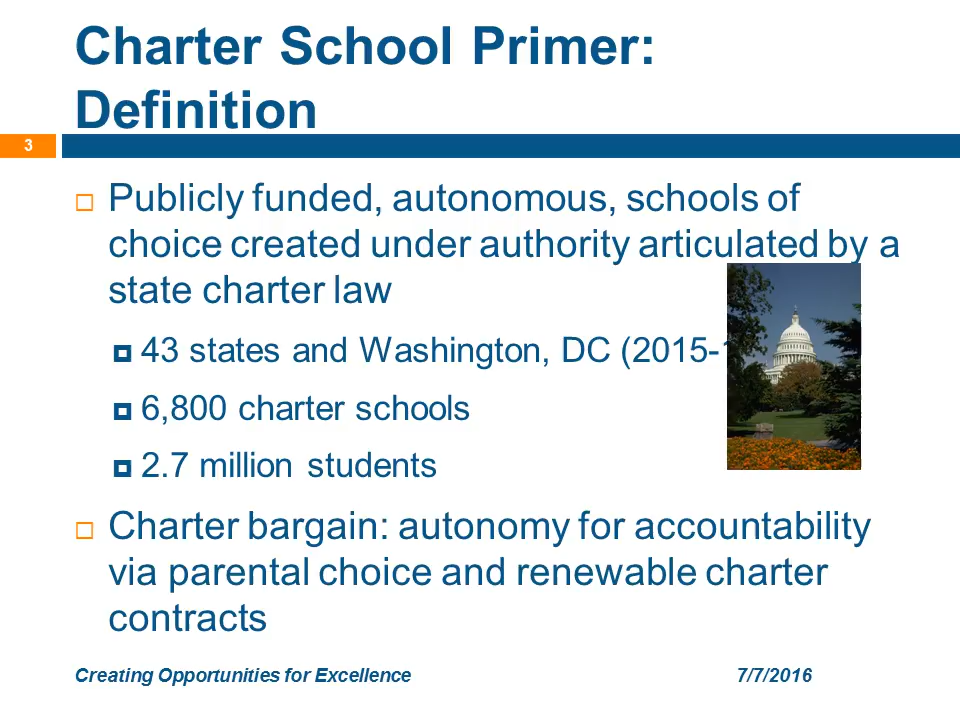 Charter School Primer:
Definition
3
Publicly funded, autonomous, schools of
choice created under authority articulated by a
state charter law
43 states and Washington, DC (2015-1
6,800 charter schools
2.7 million students
Charter bargain: autonomy for accountability
via parental choice and renewable charter
contracts
Creating Opportunities for Excellence 7/7/2016